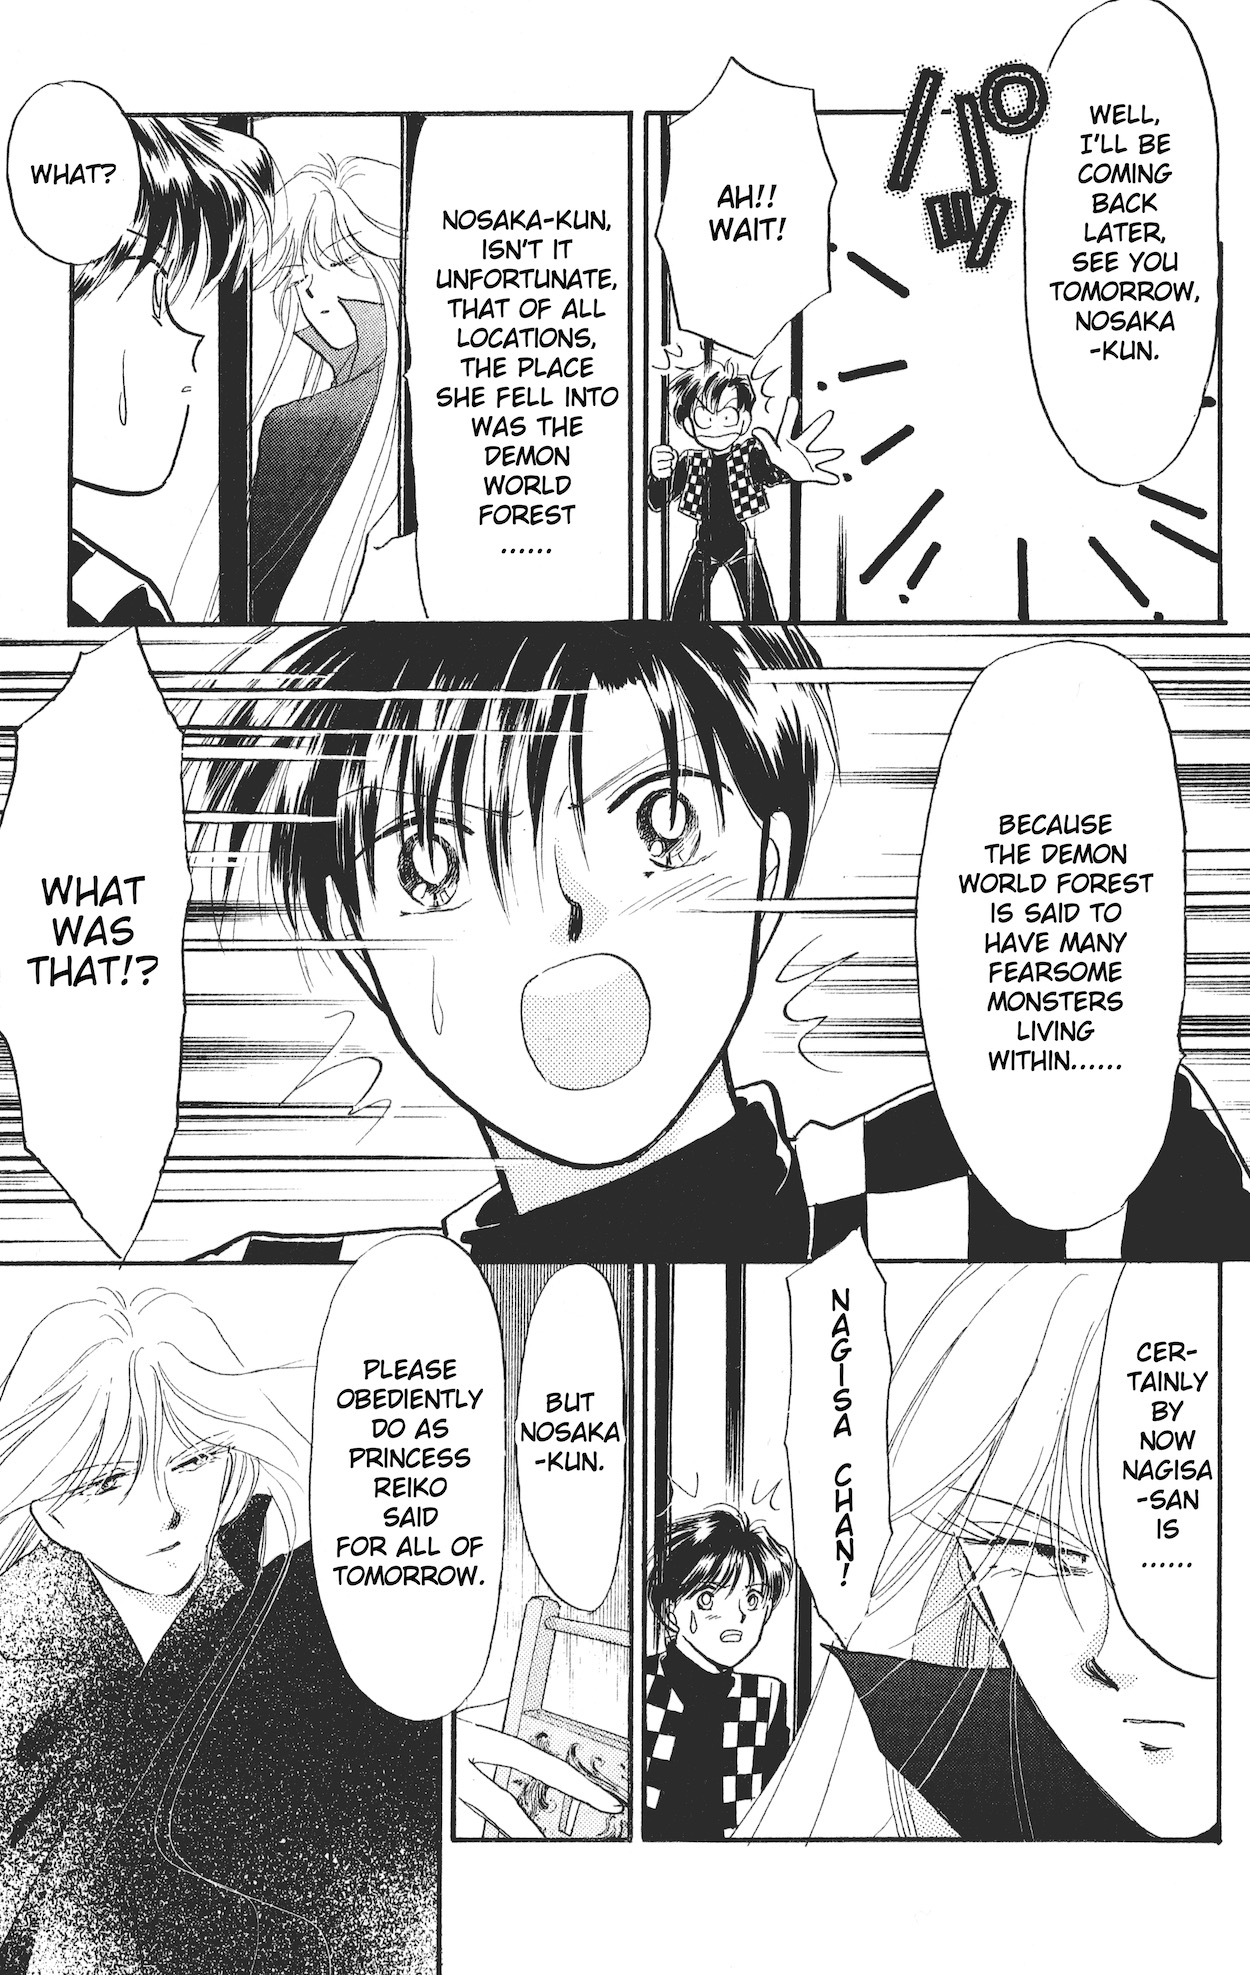 WELL,
I'LL BE
COMING
BACK
LATER,
SEE YOU
TOMORROW,
NOSAKA
-KUN.
パッ
AH!!
WAIT!
NOSAKA-KUN,
ISN'T IT
UNFORTUNATE,
THAT OF ALL
LOCATIONS,
THE PLACE
SHE FELL INTO
WAS THE
DEMON
WORLD
FOREST
......
WHAT?
BECAUSE
THE DEMON
WORLD FOREST
IS SAID TO
HAVE MANY
FEARSOME
MONSTERS
LIVING
WITHIN......
WHAT
WAS
THAT!?
CER-
TAINLY
BY
NOW
NAGISA
-SAN
IS
......
NAGISA CHAN!
BUT
NOSAKA
-KUN.
PLEASE
OBEDIENTLY
DO AS
PRINCESS
REIKO
SAID
FOR ALL OF
TOMORROW.